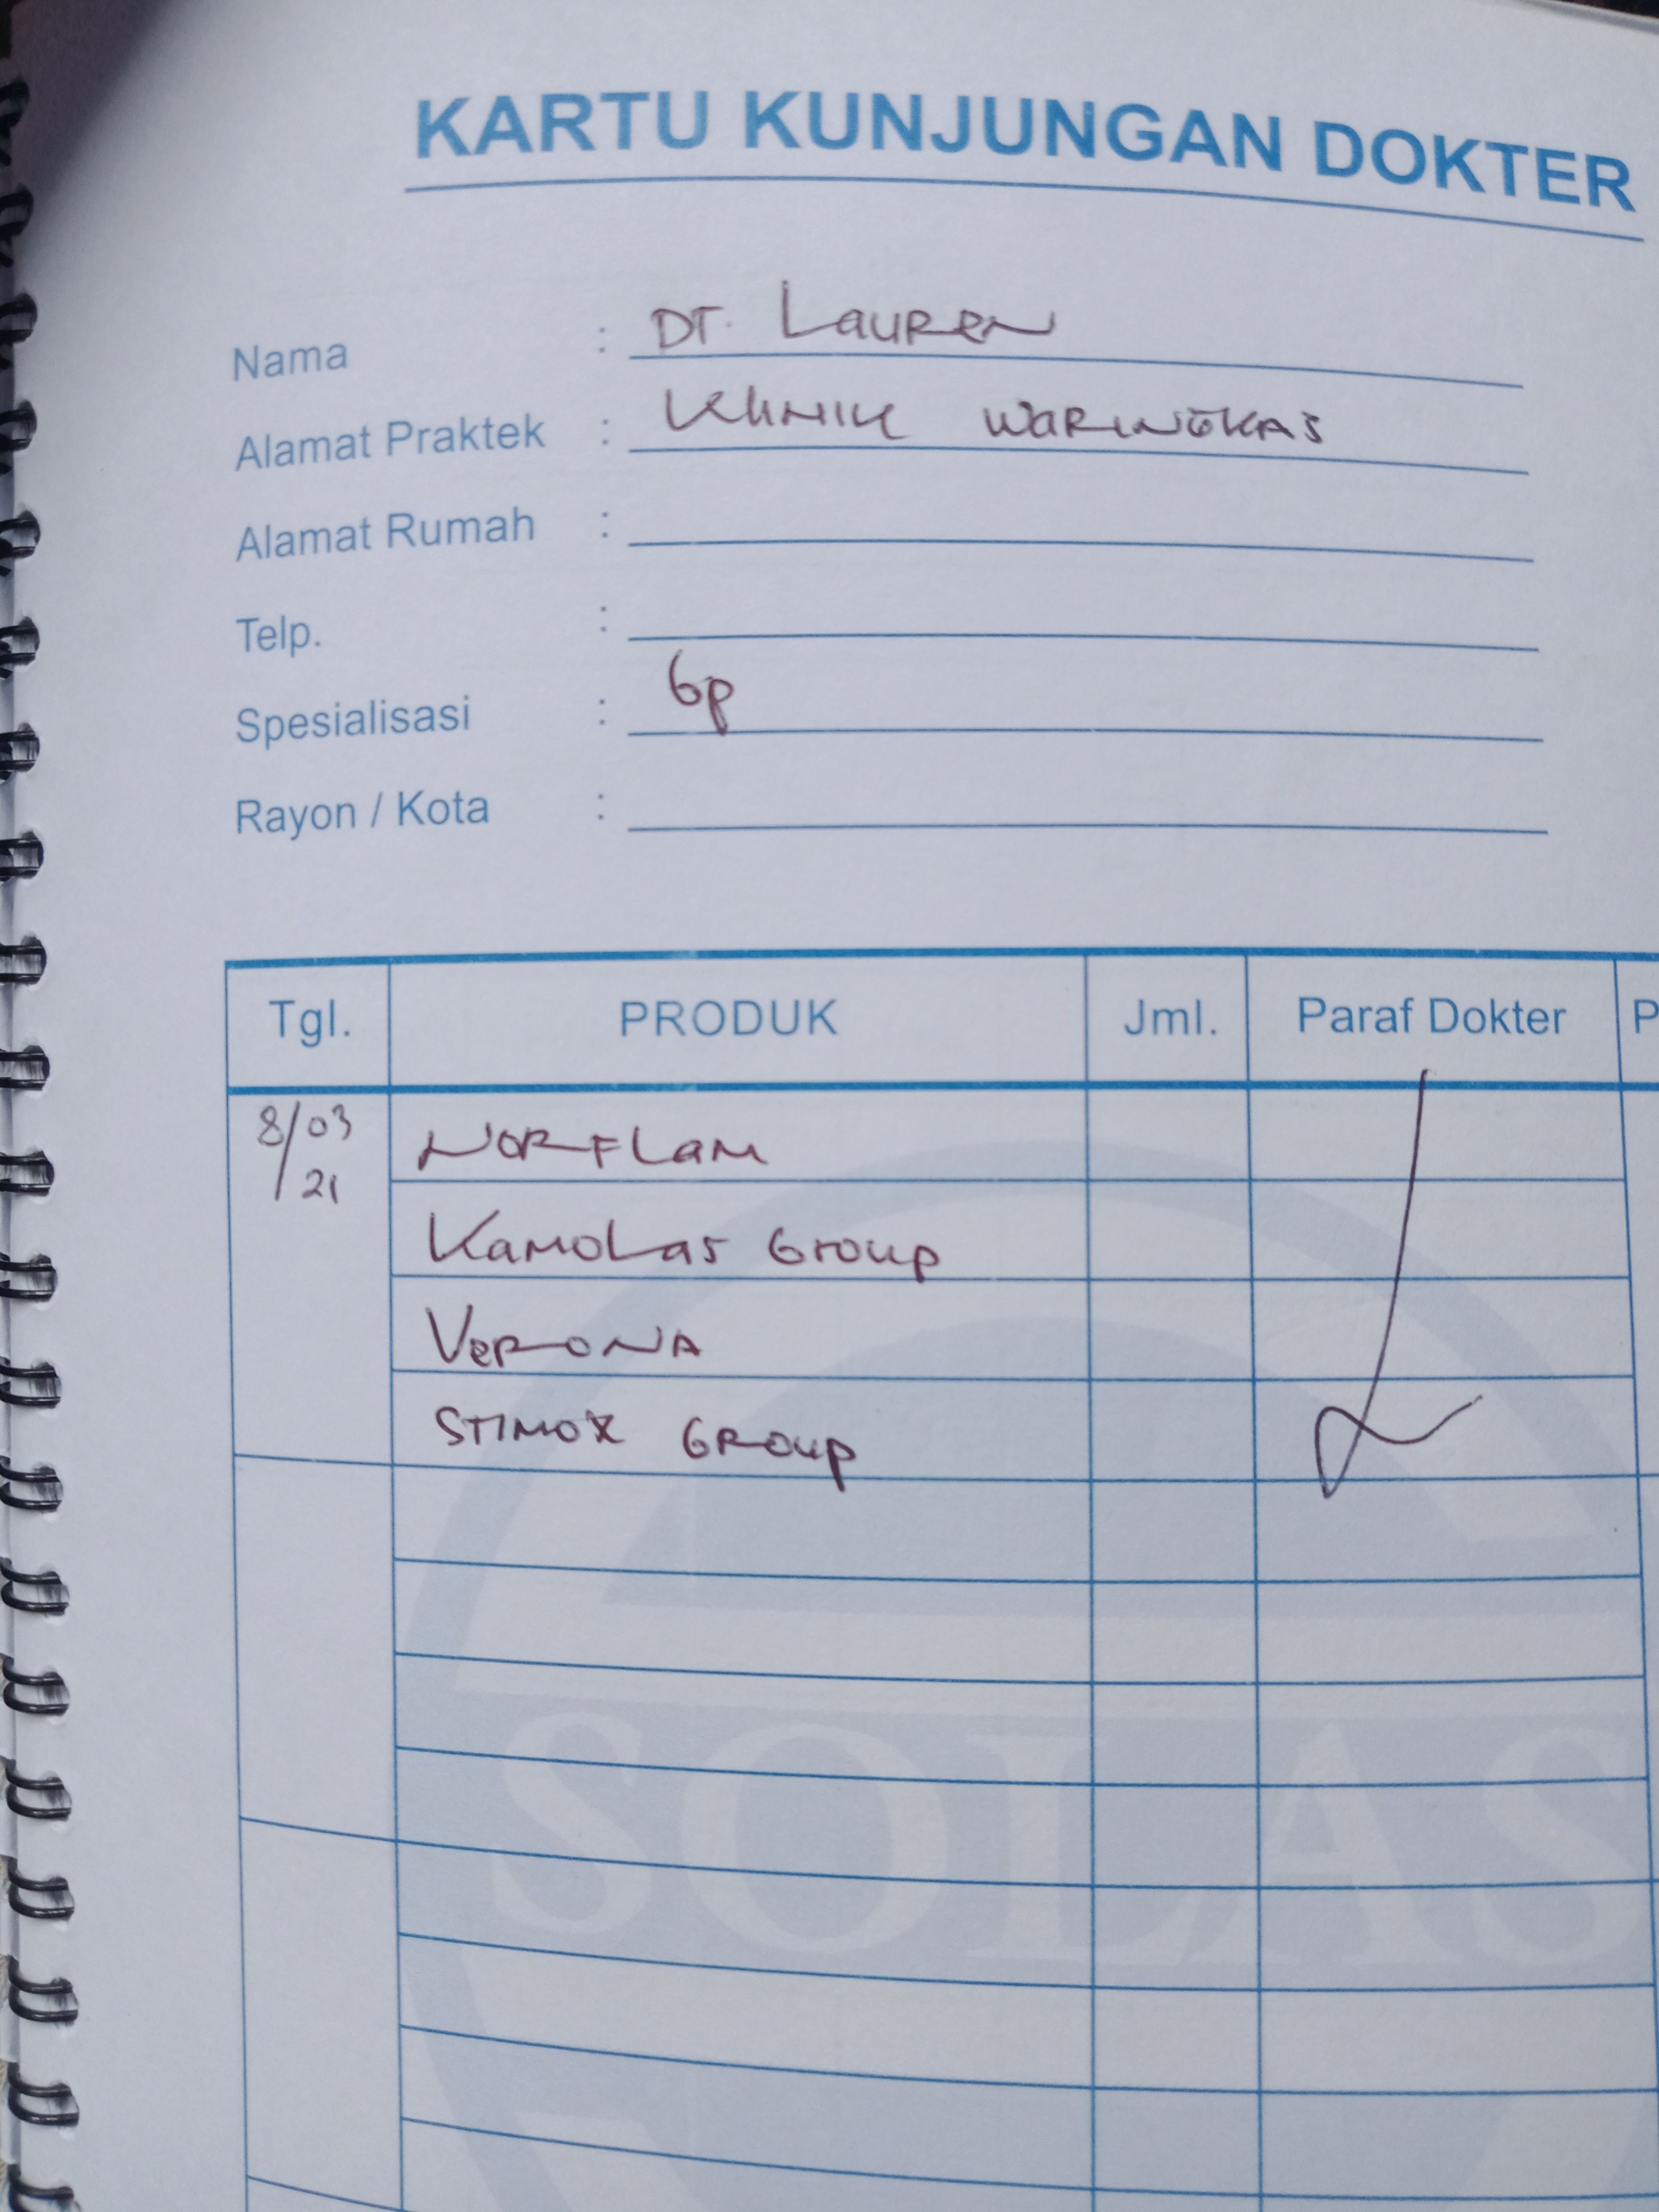 KARTU KUNJUNGAN DOKTER
Nama : Dr. Lauren
Alamat Praktek : Klinik Waringkas
Alamat Rumah :
Telp. :
Spesialisasi : Gp
Rayon / Kota :
Tgl. PRODUK Jml. Paraf Dokter P
8/03/21 NORFLAM
KAMOLAS Group
VERONA
STIMOX GROUP
SOLAS